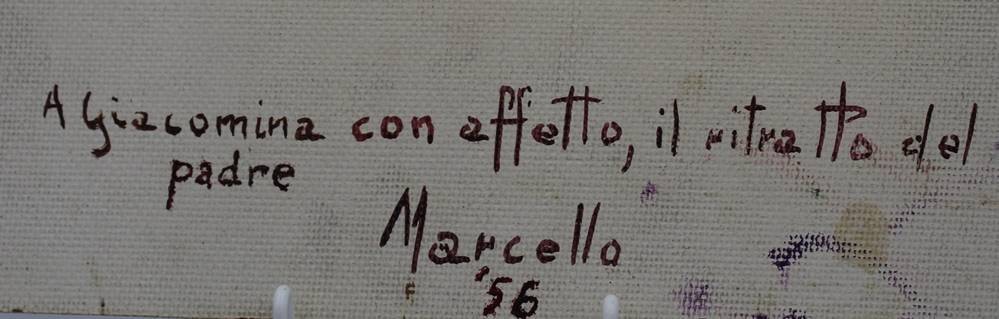 A Giacomina con affetto, il ritratto del
padre
Marcello
'56